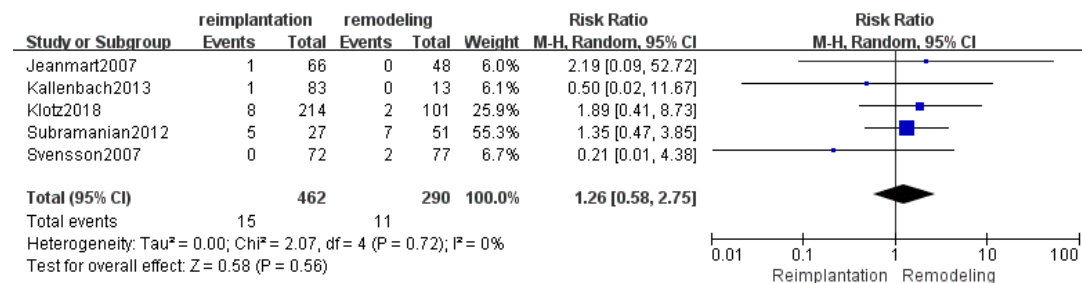 reimplantation remodeling Risk Ratio Risk Ratio
Study or Subgroup Events Total Events Total Weight M-H, Random, 95% CI M-H, Random, 95% CI
Jeanmart2007 1 66 0 48 6.0% 2.19 [0.09, 52.72]
Kallenbach2013 1 83 0 13 6.1% 0.50 [0.02, 11.67]
Klotz2018 8 214 2 101 25.9% 1.89 [0.41, 8.73]
Subramanian2012 5 27 7 51 55.3% 1.35 [0.47, 3.85]
Svensson2007 0 72 2 77 6.7% 0.21 [0.01, 4.38]
Total (95% CI) 462 290 100.0% 1.26 [0.58, 2.75]
Total events 15 11
Heterogeneity: Tau² = 0.00; Chi² = 2.07, df = 4 (P = 0.72); I² = 0%
Test for overall effect: Z = 0.58 (P = 0.56)
0.01 0.1 1 10 100
Reimplantation Remodeling